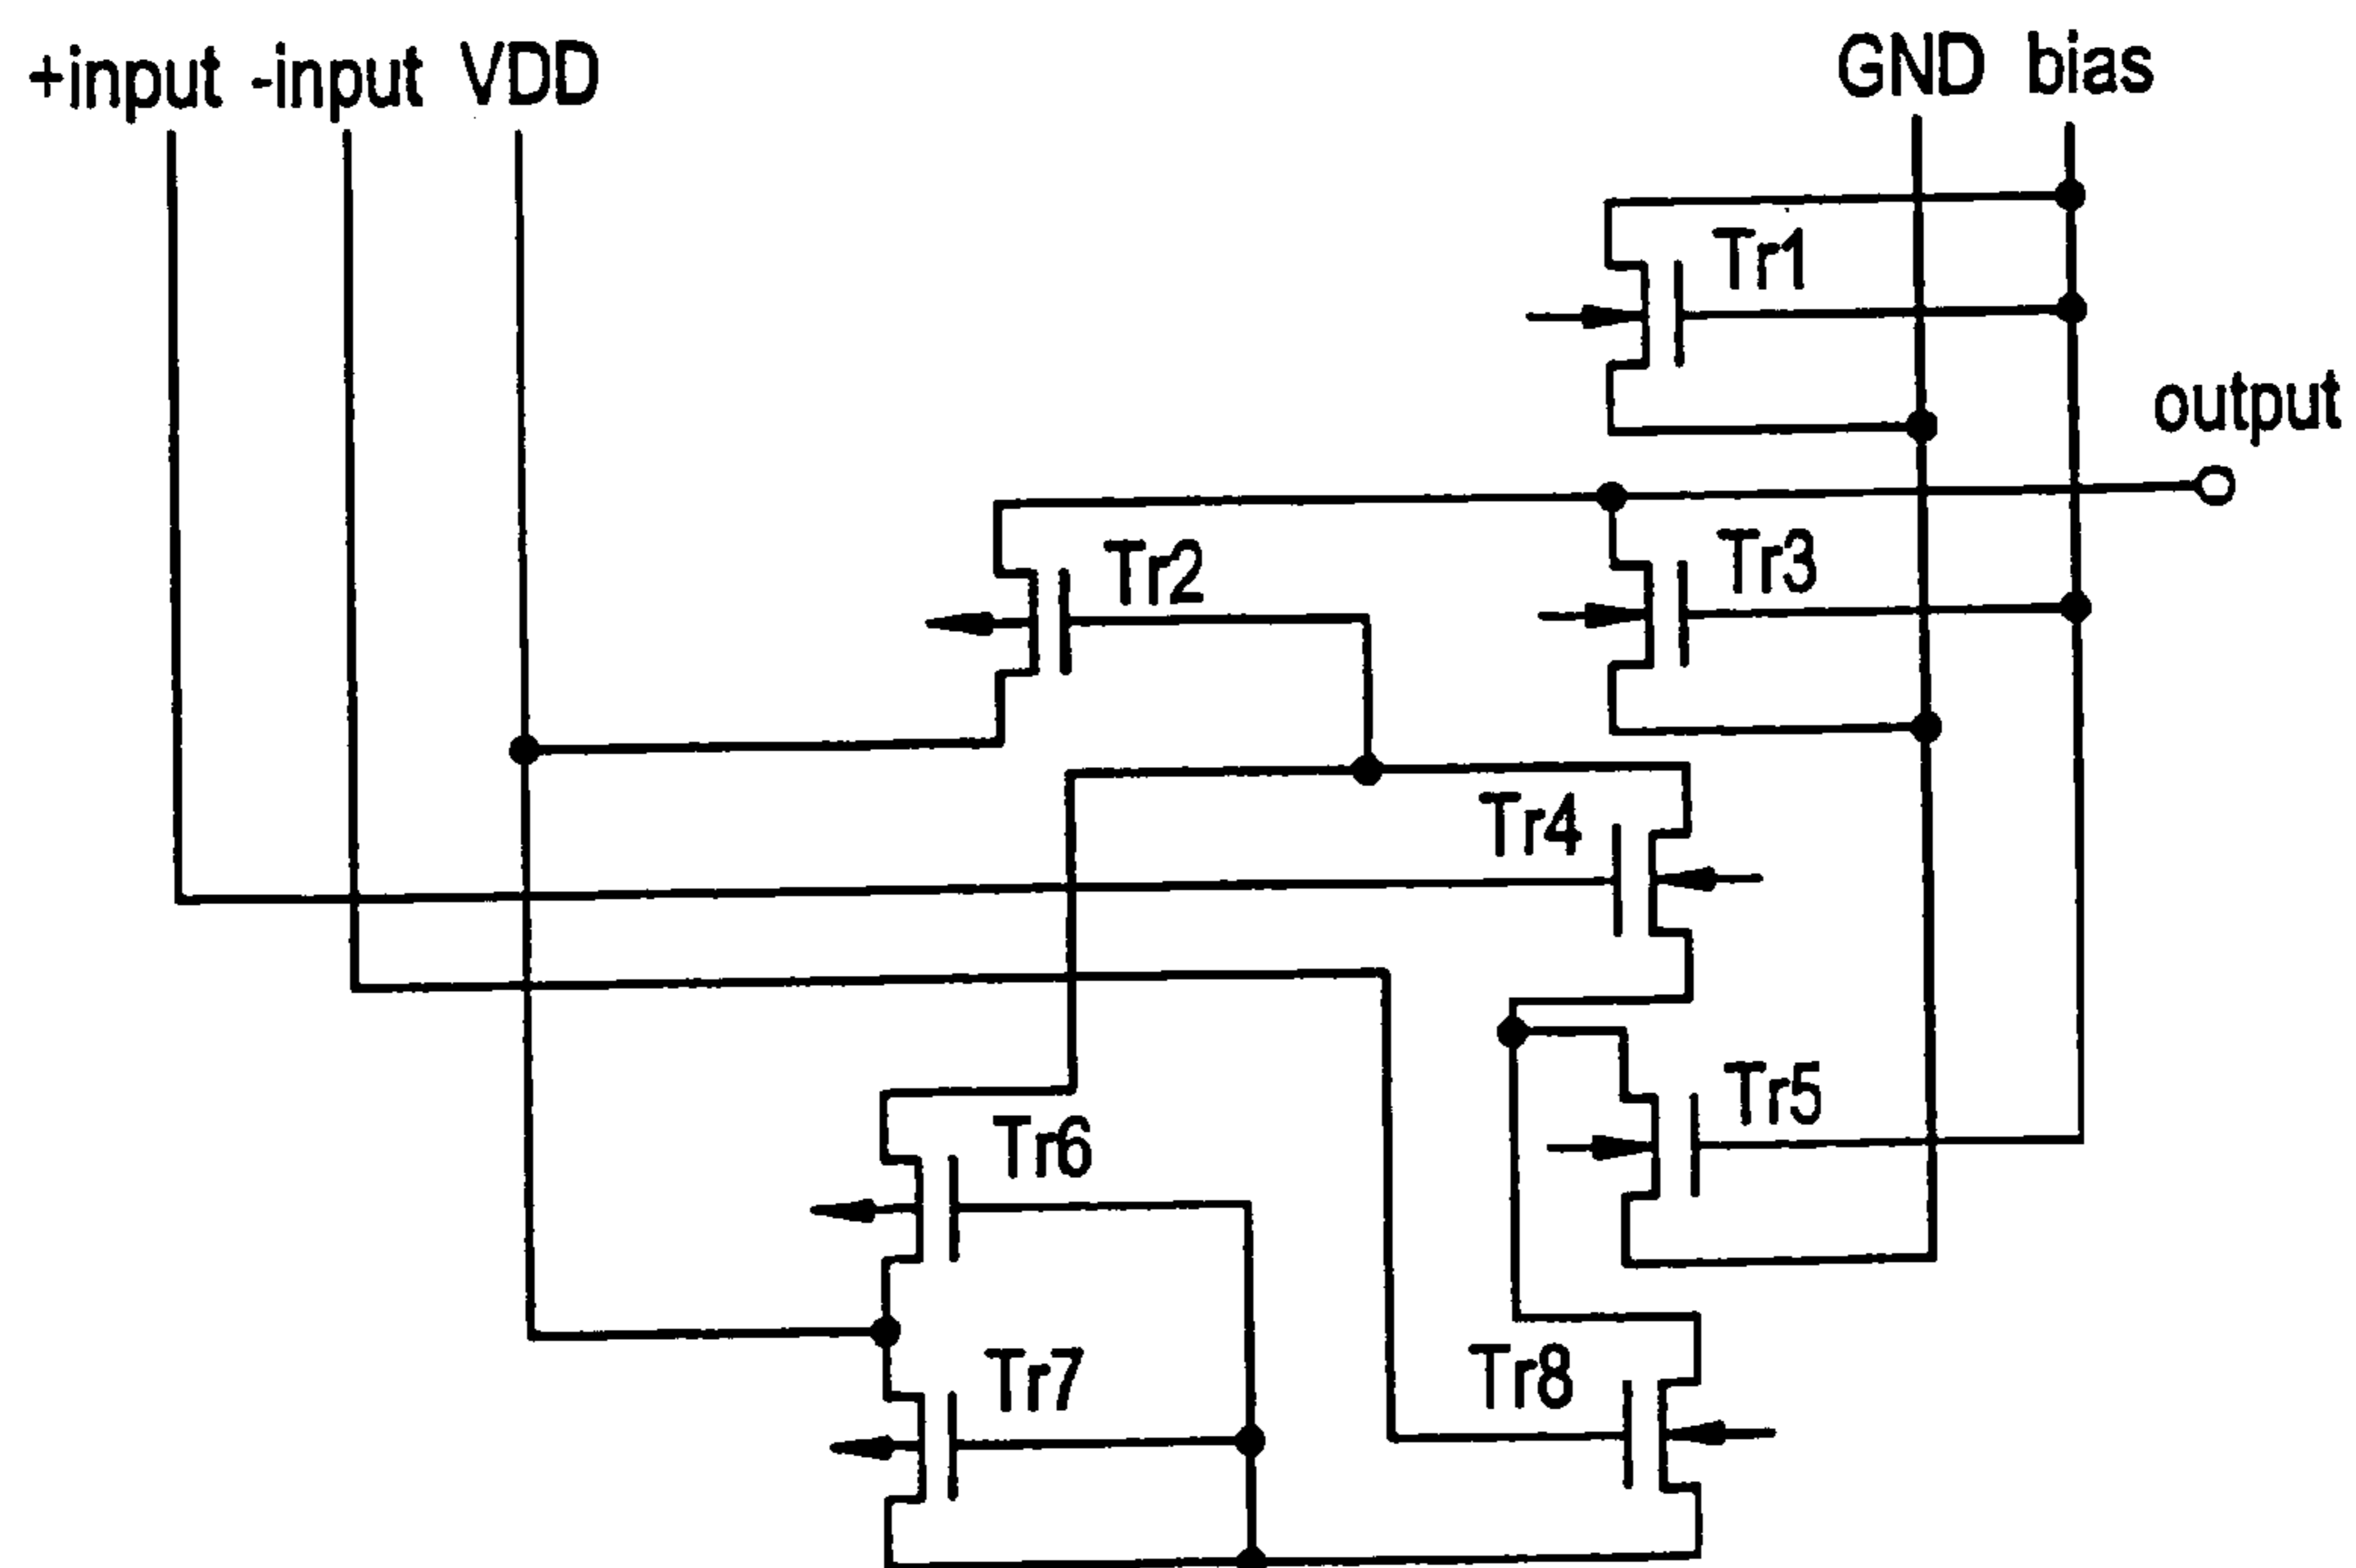 +input -input VDD GND bias
Tr1
output
Tr2
Tr3
Tr4
Tr5
Tr6
Tr7
Tr8